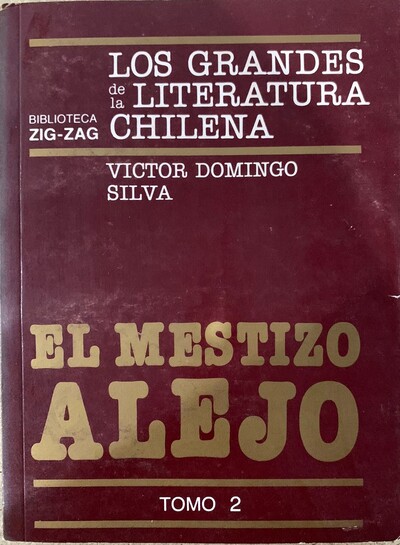 LOS GRANDES
de la LITERATURA
BIBLIOTECA
ZIG-ZAG
CHILENA
VICTOR DOMINGO
SILVA
EL MESTIZO
ALEJO
TOMO 2